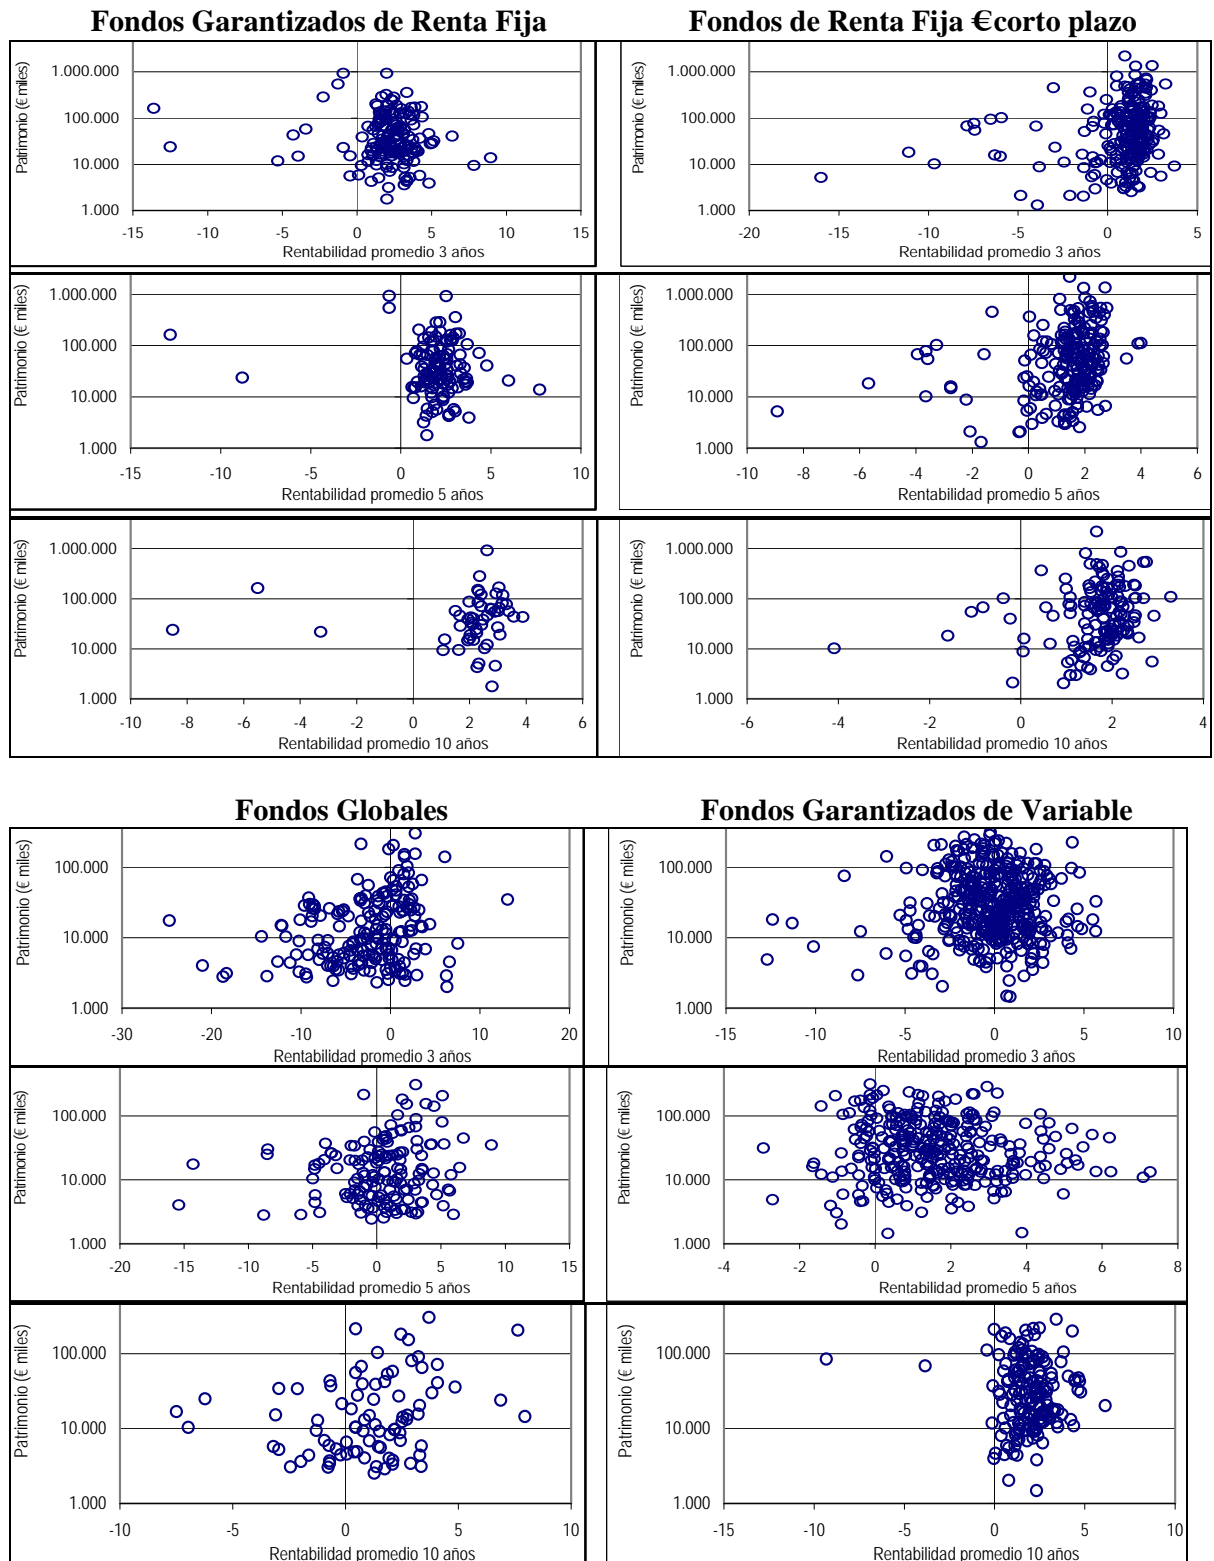 Fondos Garantizados de Renta Fija
Fondos de Renta Fija €corto plazo
Patrimonio (€ miles)
1.000.000
100.000
10.000
1.000
-15 -10 -5 0 5 10 15
Rentabilidad promedio 3 años
Patrimonio (€ miles)
1.000.000
100.000
10.000
1.000
-20 -15 -10 -5 0 5
Rentabilidad promedio 3 años
Patrimonio (€ miles)
1.000.000
100.000
10.000
1.000
-15 -10 -5 0 5 10
Rentabilidad promedio 5 años
Patrimonio (€ miles)
1.000.000
100.000
10.000
1.000
-10 -8 -6 -4 -2 0 2 4 6
Rentabilidad promedio 5 años
Patrimonio (€ miles)
1.000.000
100.000
10.000
1.000
-10 -8 -6 -4 -2 0 2 4 6
Rentabilidad promedio 10 años
Patrimonio (€ miles)
1.000.000
100.000
10.000
1.000
-6 -4 -2 0 2 4
Rentabilidad promedio 10 años
Fondos Globales
Fondos Garantizados de Variable
Patrimonio (€ miles)
100.000
10.000
1.000
-30 -20 -10 0 10 20
Rentabilidad promedio 3 años
Patrimonio (€ miles)
100.000
10.000
1.000
-15 -10 -5 0 5 10
Rentabilidad promedio 3 años
Patrimonio (€ miles)
100.000
10.000
1.000
-20 -15 -10 -5 0 5 10 15
Rentabilidad promedio 5 años
Patrimonio (€ miles)
100.000
10.000
1.000
-4 -2 0 2 4 6 8
Rentabilidad promedio 5 años
Patrimonio (€ miles)
100.000
10.000
1.000
-10 -5 0 5 10
Rentabilidad promedio 10 años
Patrimonio (€ miles)
100.000
10.000
1.000
-15 -10 -5 0 5 10
Rentabilidad promedio 10 años